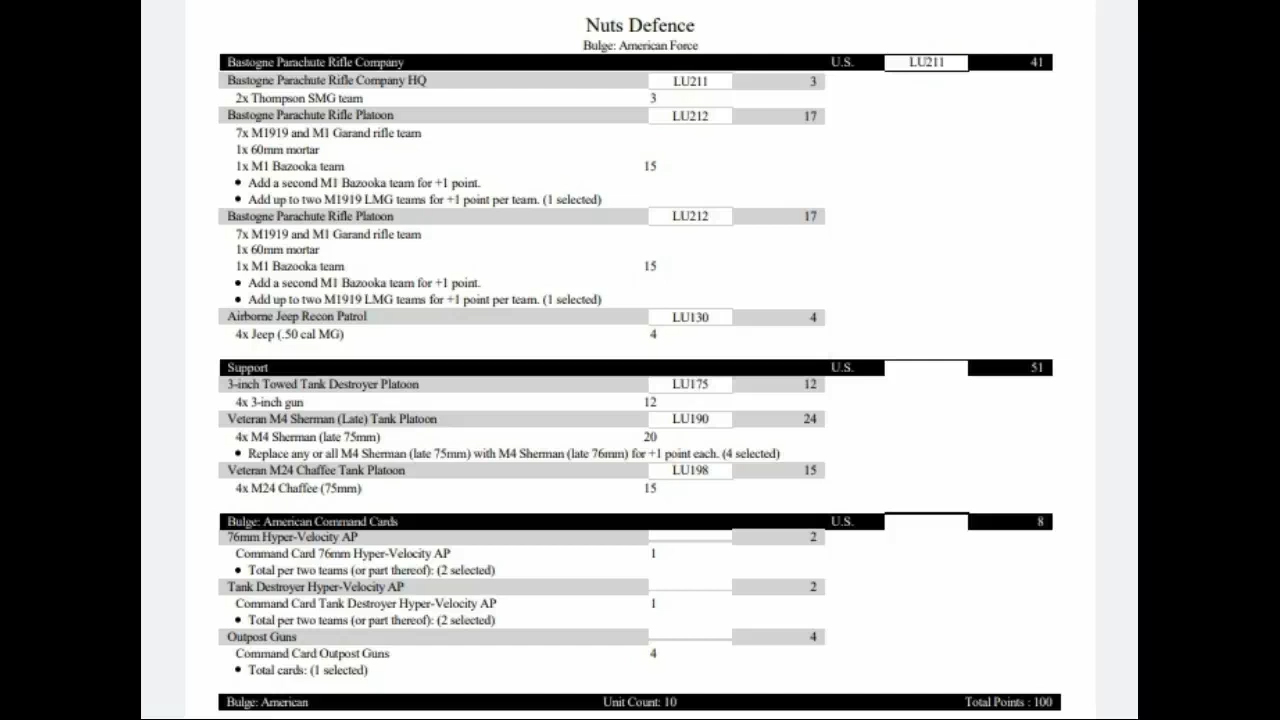 Nuts Defence
Bulge: American Force
Bastogne Parachute Rifle Company U.S. LU211 41
Bastogne Parachute Rifle Company HQ LU211 3
2x Thompson SMG team 3
Bastogne Parachute Rifle Platoon LU212 17
7x M1919 and M1 Garand rifle team
1x 60mm mortar
1x M1 Bazooka team 15
• Add a second M1 Bazooka team for +1 point.
• Add up to two M1919 LMG teams for +1 point per team. (1 selected)
Bastogne Parachute Rifle Platoon LU212 17
7x M1919 and M1 Garand rifle team
1x 60mm mortar
1x M1 Bazooka team 15
• Add a second M1 Bazooka team for +1 point.
• Add up to two M1919 LMG teams for +1 point per team. (1 selected)
Airborne Jeep Recon Patrol LU130 4
4x Jeep (.50 cal MG) 4
Support U.S. 51
3-inch Towed Tank Destroyer Platoon LU175 12
4x 3-inch gun 12
Veteran M4 Sherman (Late) Tank Platoon LU190 24
4x M4 Sherman (late 75mm) 20
• Replace any or all M4 Sherman (late 75mm) with M4 Sherman (late 76mm) for +1 point each. (4 selected)
Veteran M24 Chaffee Tank Platoon LU198 15
4x M24 Chaffee (75mm) 15
Bulge: American Command Cards U.S. 8
76mm Hyper-Velocity AP 2
Command Card 76mm Hyper-Velocity AP 1
• Total per two teams (or part thereof): (2 selected)
Tank Destroyer Hyper-Velocity AP 2
Command Card Tank Destroyer Hyper-Velocity AP 1
• Total per two teams (or part thereof): (2 selected)
Outpost Guns 4
Command Card Outpost Guns 4
• Total cards: (1 selected)
Bulge: American Unit Count: 10 Total Points : 100